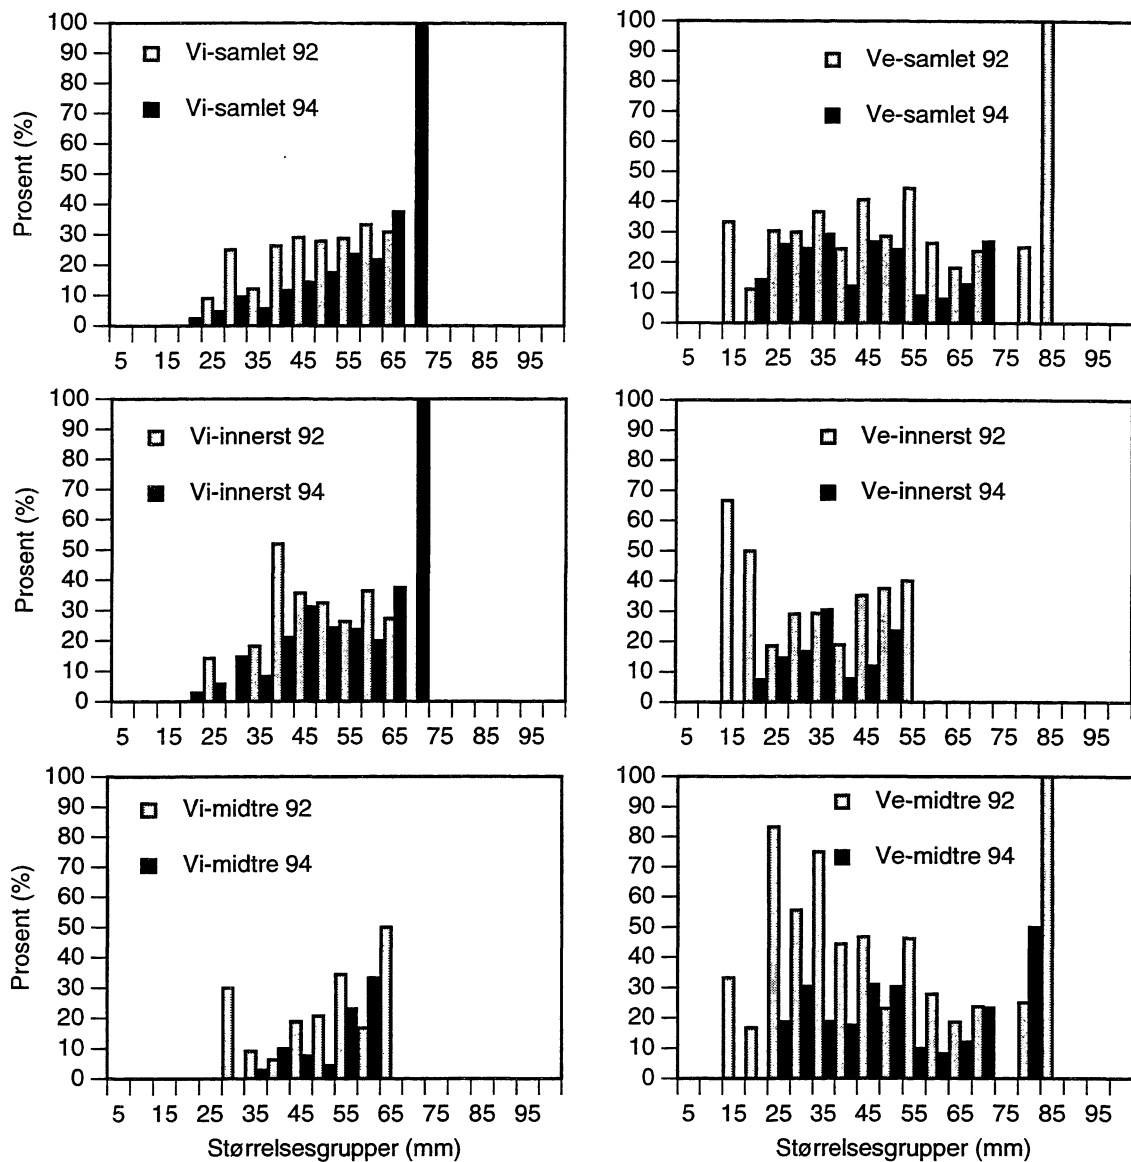 Vi-samlet 92
Vi-samlet 94
Prosent (%)
100
90
80
70
60
50
40
30
20
10
0
5 15 25 35 45 55 65 75 85 95
Ve-samlet 92
Ve-samlet 94
100
90
80
70
60
50
40
30
20
10
0
5 15 25 35 45 55 65 75 85 95
Vi-innerst 92
Vi-innerst 94
Prosent (%)
100
90
80
70
60
50
40
30
20
10
0
5 15 25 35 45 55 65 75 85 95
Ve-innerst 92
Ve-innerst 94
100
90
80
70
60
50
40
30
20
10
0
5 15 25 35 45 55 65 75 85 95
Vi-midtre 92
Vi-midtre 94
Prosent (%)
100
90
80
70
60
50
40
30
20
10
0
5 15 25 35 45 55 65 75 85 95
Størrelsesgrupper (mm)
Ve-midtre 92
Ve-midtre 94
100
90
80
70
60
50
40
30
20
10
0
5 15 25 35 45 55 65 75 85 95
Størrelsesgrupper (mm)